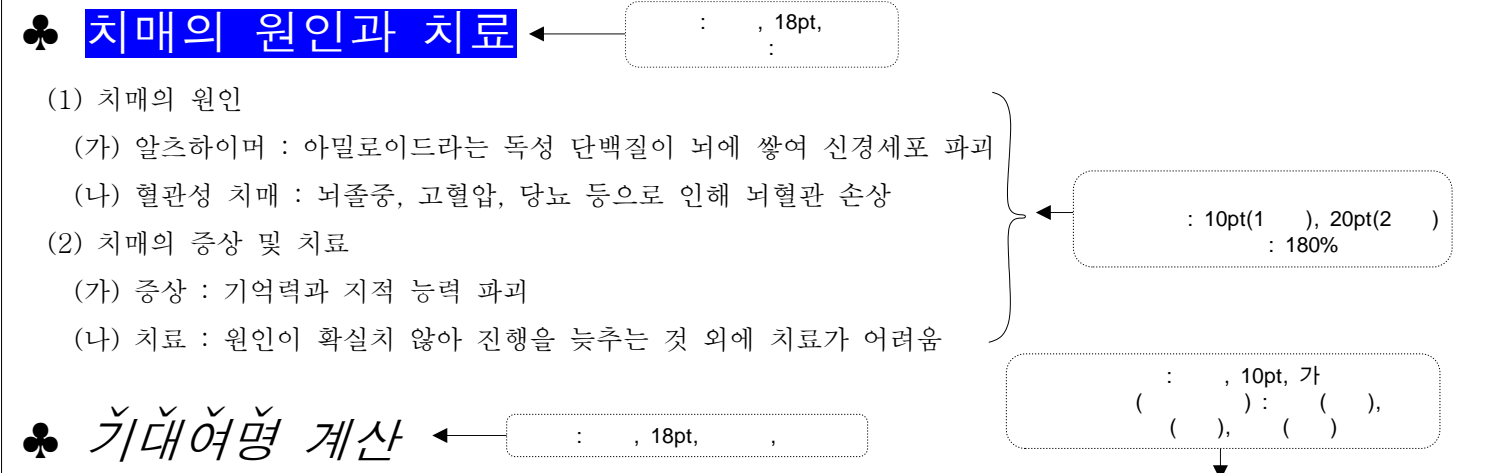 ♣ 치매의 원인과 치료
: , 18pt,
:
(1) 치매의 원인
(가) 알츠하이머 : 아밀로이드라는 독성 단백질이 뇌에 쌓여 신경세포 파괴
(나) 혈관성 치매 : 뇌졸중, 고혈압, 당뇨 등으로 인해 뇌혈관 손상
(2) 치매의 증상 및 치료
(가) 증상 : 기억력과 지적 능력 파괴
(나) 치료 : 원인이 확실치 않아 진행을 늦추는 것 외에 치료가 어려움
: 10pt(1 ), 20pt(2 )
: 180%
: , 10pt, 가
( ) : ( ),
( ), ( )
♣ 기대여명 계산
: , 18pt, ,